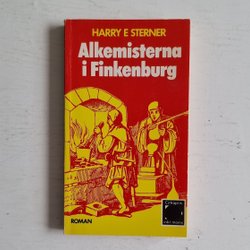 HARRY E STERNER
Alkemisterna
i Finkenburg
ROMAN